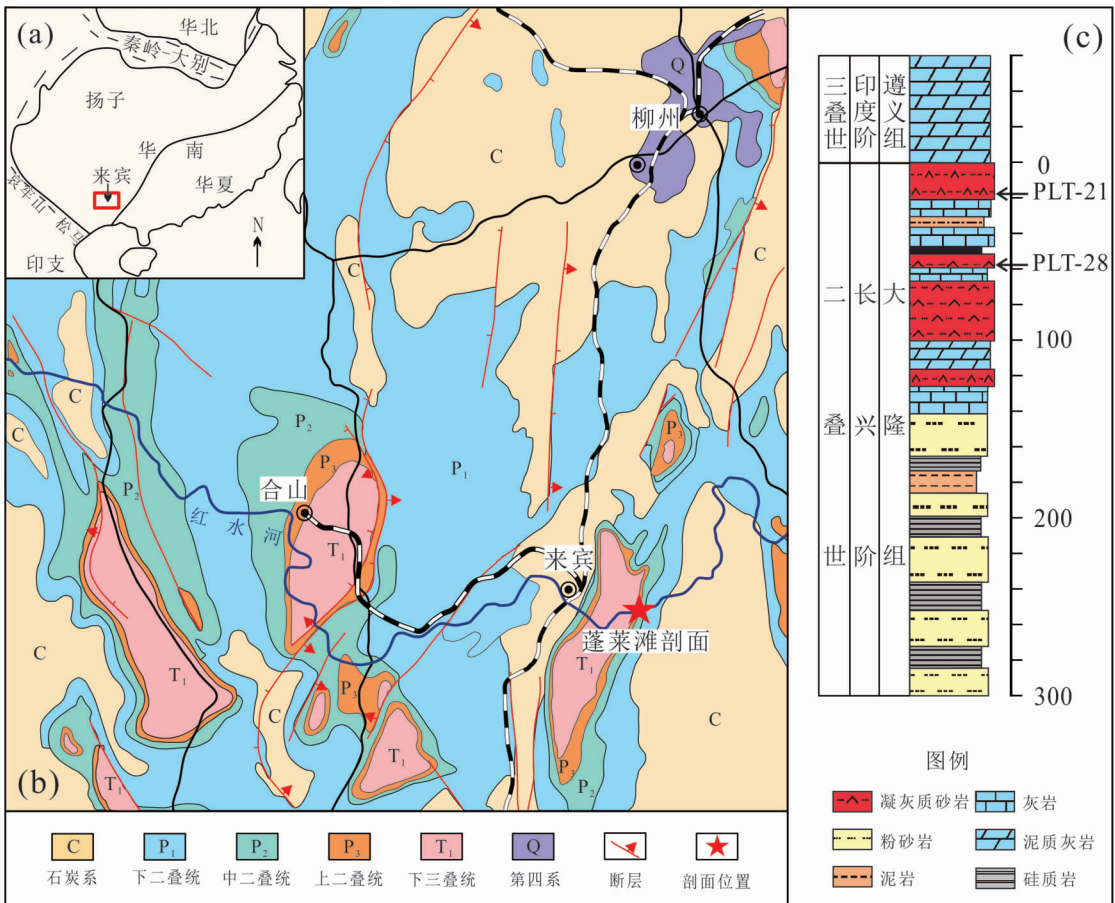 (a)
华北
秦岭-大别
扬子
华南
来宾
华夏
哀牢山-松马
印支
N
(b)
Q
柳州
C
C
C
C
C
P₂
P₃
P₃
P₁
合山
P₂
红水河
T₁
来宾
蓬莱滩剖面
T₁
C
T₁
C
P₃
C
T₁
T₁
P₃
P₂
C
P₁
P₂
P₃
T₁
Q
石炭系
下二叠统
中二叠统
上二叠统
下三叠统
第四系
断层
剖面位置
(c)
三叠世
印度阶
遵义组
二叠世
长兴阶
大隆组
0
PLT-21
PLT-28
100
200
300
图例
凝灰质砂岩
灰岩
粉砂岩
泥质灰岩
泥岩
硅质岩